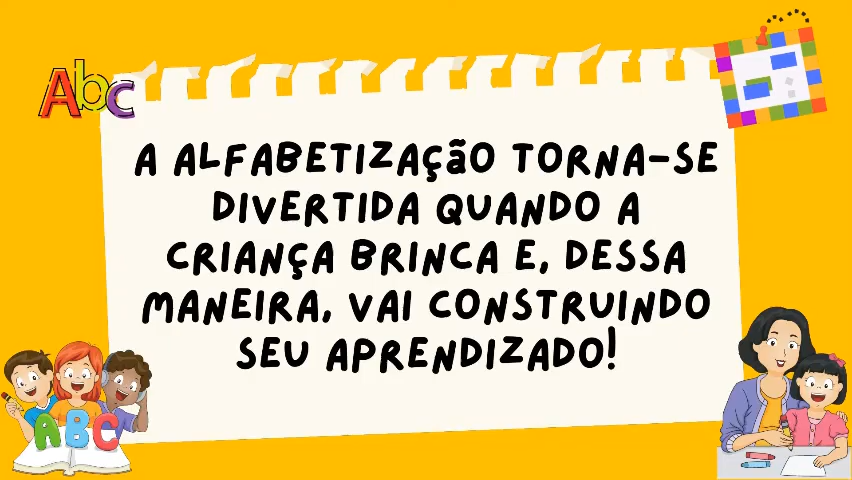 Abc
A ALFABETIZAÇÃO TORNA-SE
DIVERTIDA QUANDO A
CRIANÇA BRINCA E, DESSA
MANEIRA, VAI CONSTRUINDO
SEU APRENDIZADO!
ABC